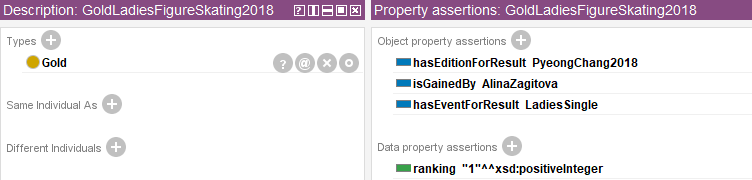 Description: GoldLadiesFigureSkating2018
Types
Gold
Same Individual As
Different Individuals
Property assertions: GoldLadiesFigureSkating2018
Object property assertions
hasEditionForResult PyeongChang2018
isGainedBy AlinaZagitova
hasEventForResult LadiesSingle
Data property assertions
ranking "1"^^xsd:positiveInteger